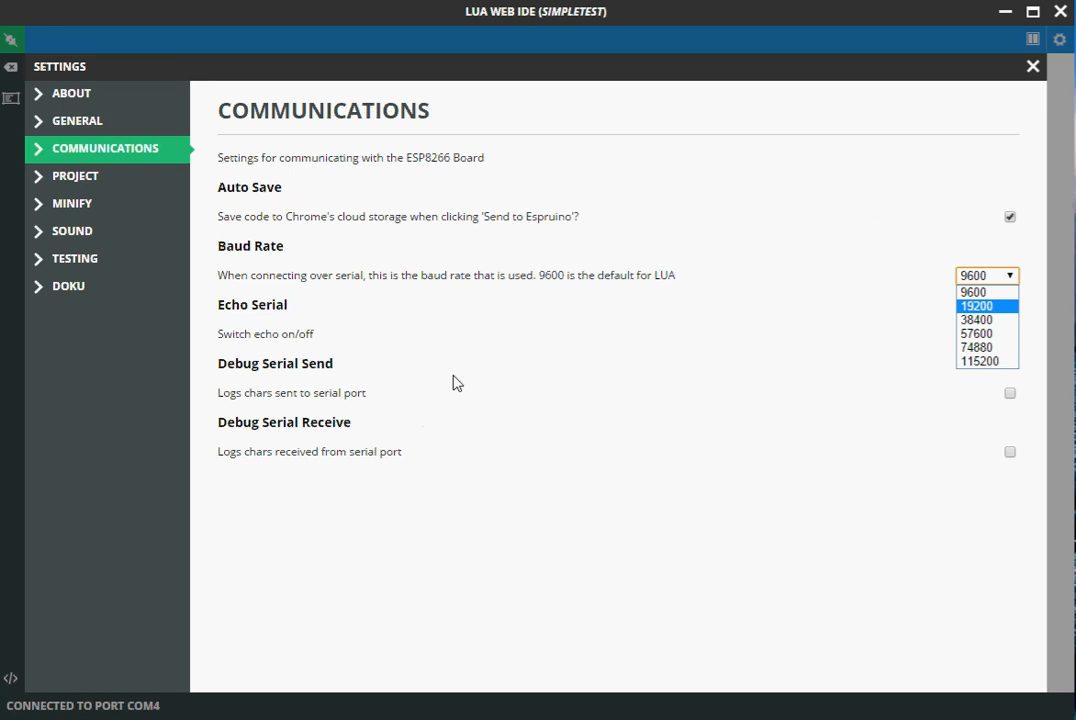 LUA WEB IDE (SIMPLETEST)
SETTINGS
ABOUT
GENERAL
COMMUNICATIONS
PROJECT
MINIFY
SOUND
TESTING
DOKU
COMMUNICATIONS
Settings for communicating with the ESP8266 Board
Auto Save
Save code to Chrome's cloud storage when clicking 'Send to Espruino'?
Baud Rate
When connecting over serial, this is the baud rate that is used. 9600 is the default for LUA
9600
9600
19200
38400
57600
74880
115200
Echo Serial
Switch echo on/off
Debug Serial Send
Logs chars sent to serial port
Debug Serial Receive
Logs chars received from serial port
CONNECTED TO PORT COM4